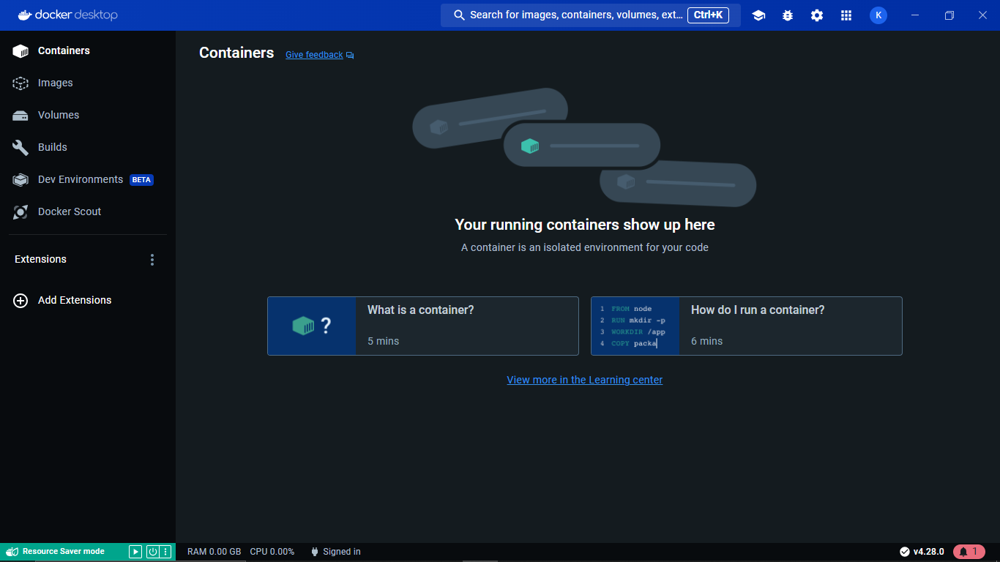 docker desktop
Search for images, containers, volumes, ext... Ctrl+K
K
Containers
Images
Volumes
Builds
Dev Environments BETA
Docker Scout
Extensions
Add Extensions
Containers Give feedback
Your running containers show up here
A container is an isolated environment for your code
?
What is a container?
5 mins
1 FROM node
2 RUN mkdir -p
3 WORKDIR /app
4 COPY packa
How do I run a container?
6 mins
View more in the Learning center
Resource Saver mode
RAM 0.00 GB CPU 0.00% Signed in
v4.28.0
1